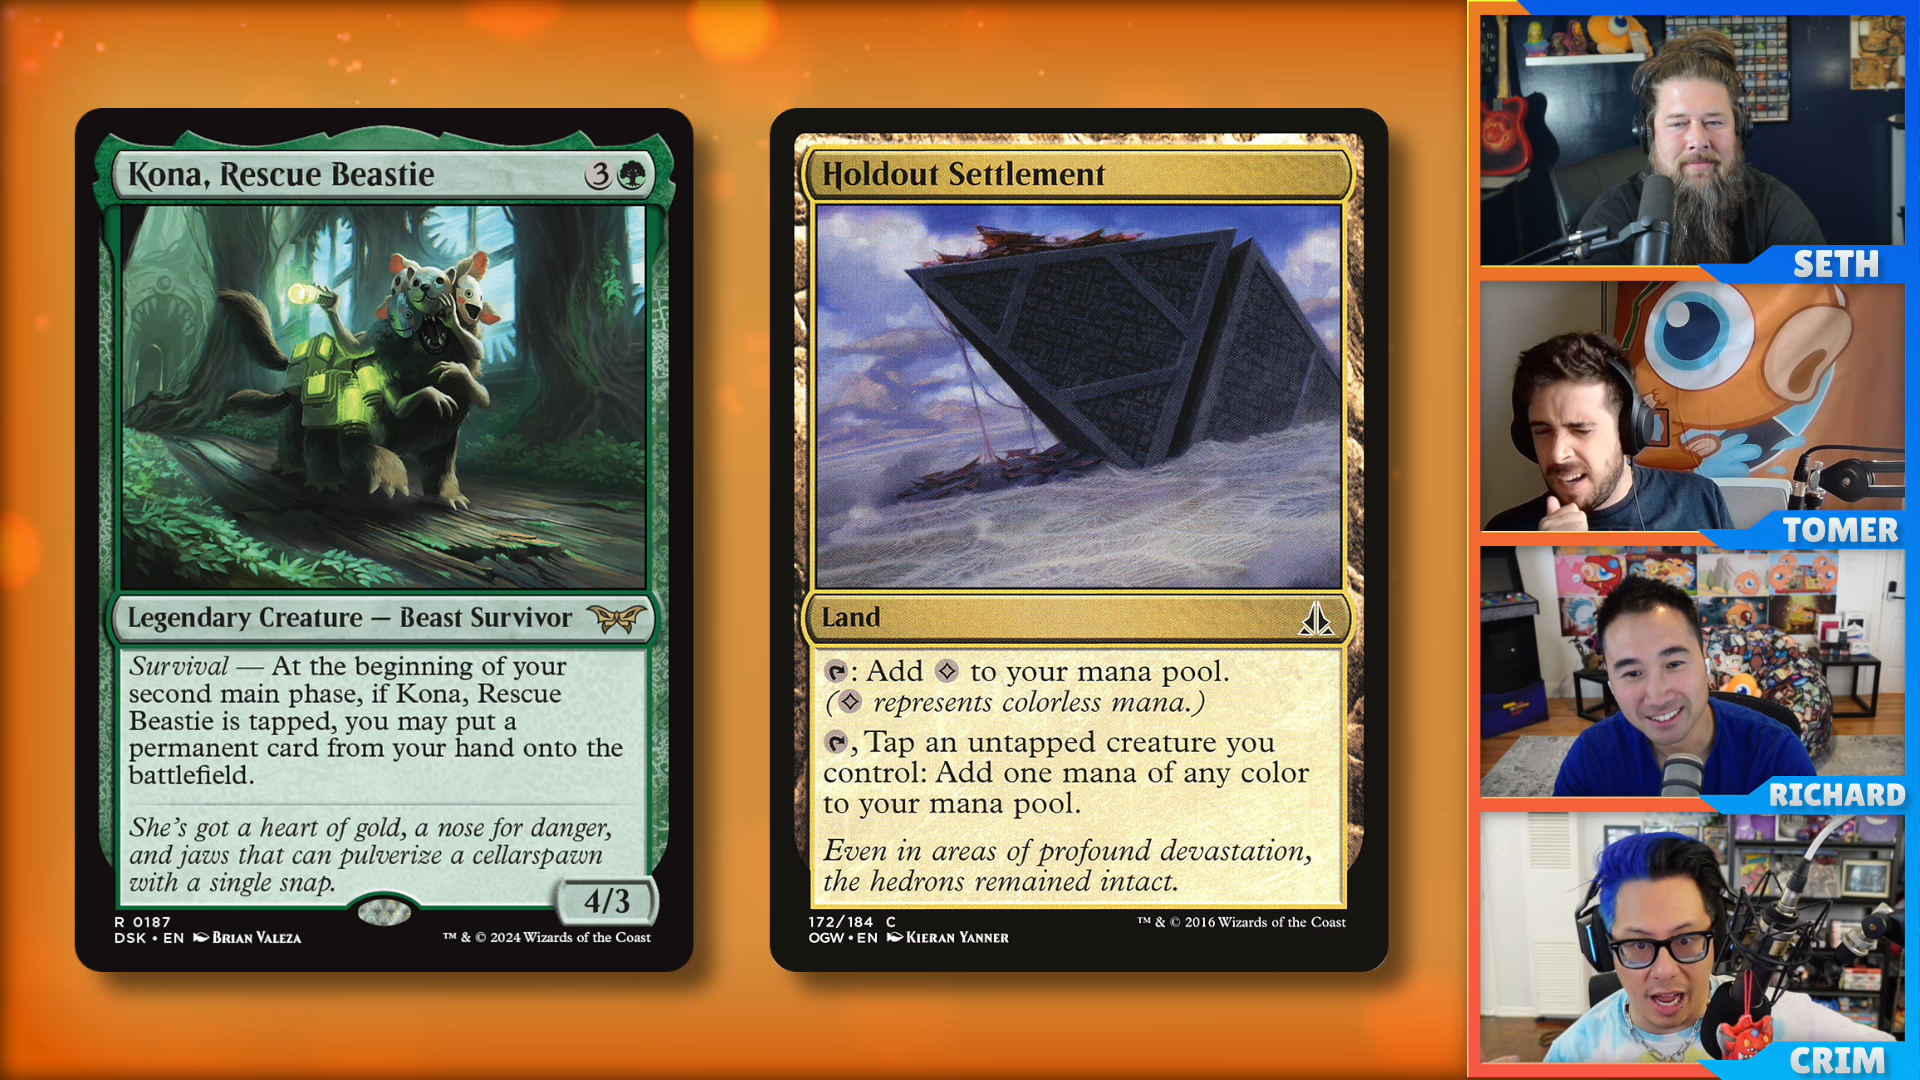 Kona, Rescue Beastie
3
Legendary Creature — Beast Survivor
Survival — At the beginning of your
second main phase, if Kona, Rescue
Beastie is tapped, you may put a
permanent card from your hand onto the
battlefield.
She's got a heart of gold, a nose for danger,
and jaws that can pulverize a cellarspawn
with a single snap.
4/3
R 0187
DSK • EN BRIAN VALEZA
™ & © 2024 Wizards of the Coast
Holdout Settlement
Land
: Add to your mana pool.
( represents colorless mana.)
, Tap an untapped creature you
control: Add one mana of any color
to your mana pool.
Even in areas of profound devastation,
the hedrons remained intact.
172/184 C
OGW • EN KIERAN YANNER
™ & © 2016 Wizards of the Coast
SETH
TOMER
RICHARD
CRIM